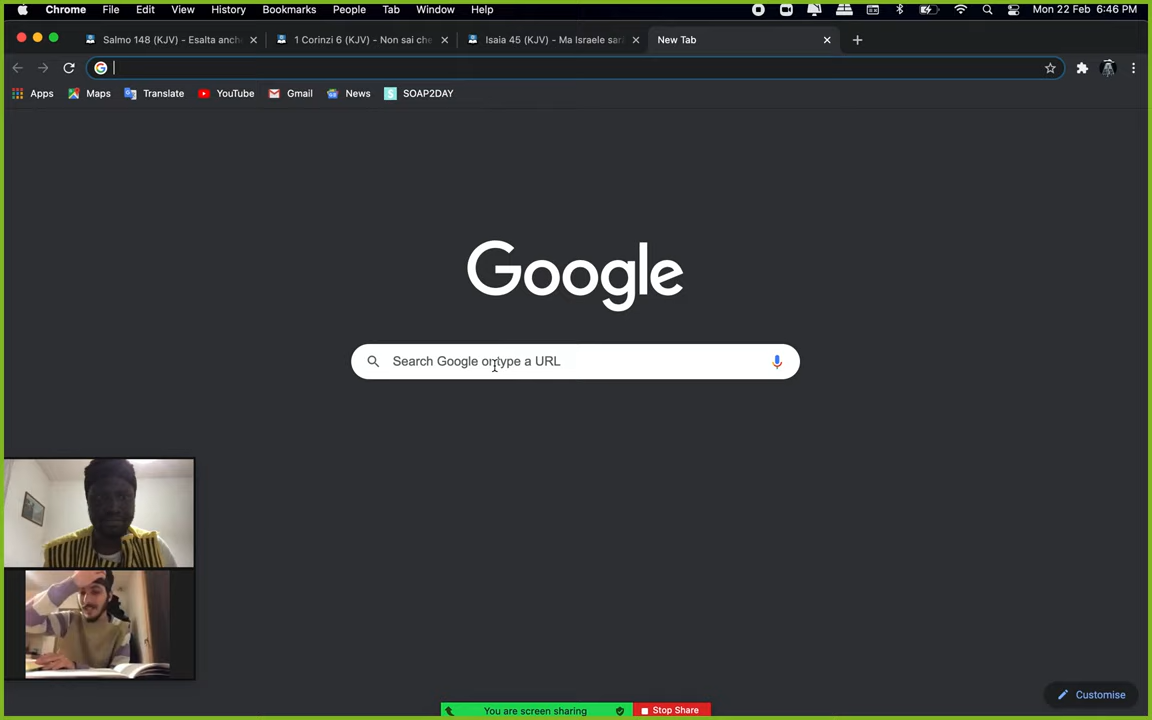 Chrome File Edit View History Bookmarks People Tab Window Help Mon 22 Feb 6:46 PM
Salmo 148 (KJV) - Esalta anch 1 Corinzi 6 (KJV) - Non sai che Isaia 45 (KJV) - Ma Israele sarà New Tab
Apps Maps Translate YouTube Gmail News SOAP2DAY
Google
Search Google or type a URL
Customise
You are screen sharing Stop Share